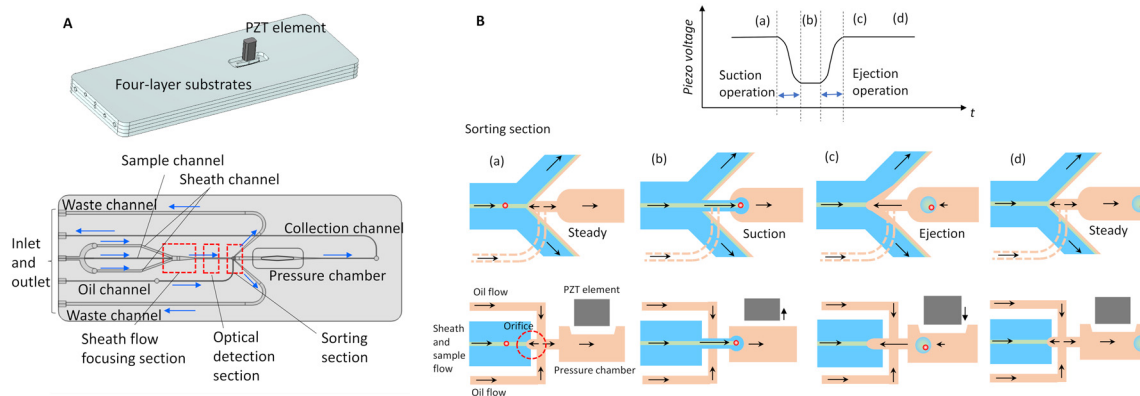 A
PZT element
Four-layer substrates
Sample channel
Sheath channel
Waste channel
Collection channel
Inlet
and
outlet
Oil channel
Pressure chamber
Waste channel
Sheath flow
focusing section
Optical
detection
section
Sorting
section
B
(a) (b) (c) (d)
Piezo voltage
Suction
operation
Ejection
operation
t
Sorting section
(a) (b) (c) (d)
Steady Suction Ejection Steady
Oil flow
PZT element
Orifice
Sheath
and
sample
flow
Pressure chamber
Oil flow